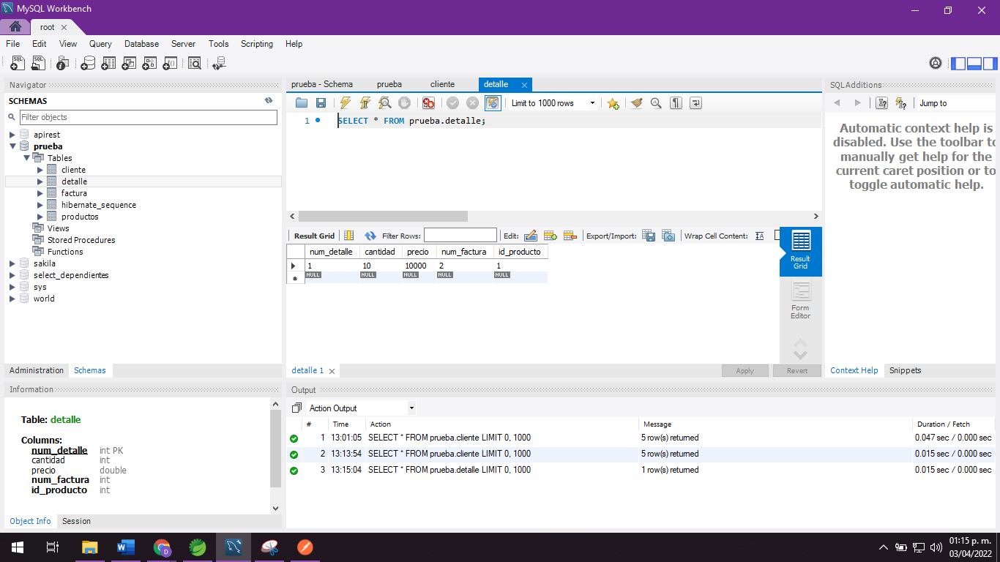 MySQL Workbench
root
File Edit View Query Database Server Tools Scripting Help
Navigator
SCHEMAS
Filter objects
apirest
prueba
Tables
cliente
detalle
factura
hibernate_sequence
productos
Views
Stored Procedures
Functions
sakila
select_dependientes
sys
world
Administration Schemas
Information
Table: detalle
Columns:
num_detalle int PK
cantidad int
precio double
num_factura int
id_producto int
Object Info Session
prueba - Schema prueba cliente detalle
Limit to 1000 rows
1 SELECT * FROM prueba.detalle;
Result Grid Filter Rows: Edit: Export/Import: Wrap Cell Content:
num_detalle cantidad precio num_factura id_producto
1 10 10000 2 1
NULL NULL NULL NULL NULL
Result
Grid
Form
Editor
detalle 1 Apply Revert
SQLAdditions
Jump to
Automatic context help is
disabled. Use the toolbar to
manually get help for the
current caret position or to
toggle automatic help.
Context Help Snippets
Output
Action Output
# Time Action Message Duration / Fetch
1 13:01:05 SELECT * FROM prueba.cliente LIMIT 0, 1000 5 row(s) returned 0.047 sec / 0.000 sec
2 13:13:54 SELECT * FROM prueba.cliente LIMIT 0, 1000 5 row(s) returned 0.015 sec / 0.000 sec
3 13:15:04 SELECT * FROM prueba.detalle LIMIT 0, 1000 1 row(s) returned 0.015 sec / 0.000 sec
01:15 p. m.
03/04/2022